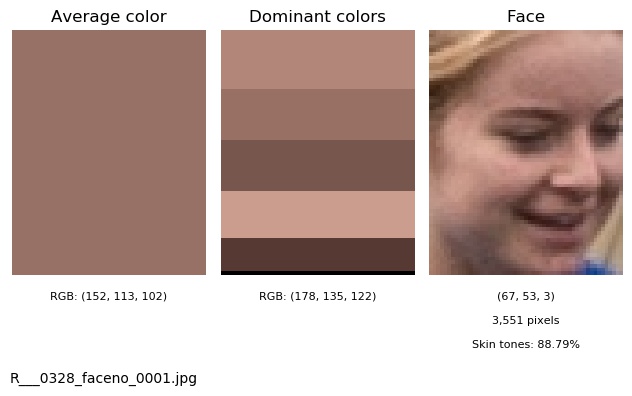 Average color
Dominant colors
Face
RGB: (152, 113, 102)
RGB: (178, 135, 122)
(67, 53, 3)
3,551 pixels
Skin tones: 88.79%
R___0328_faceno_0001.jpg